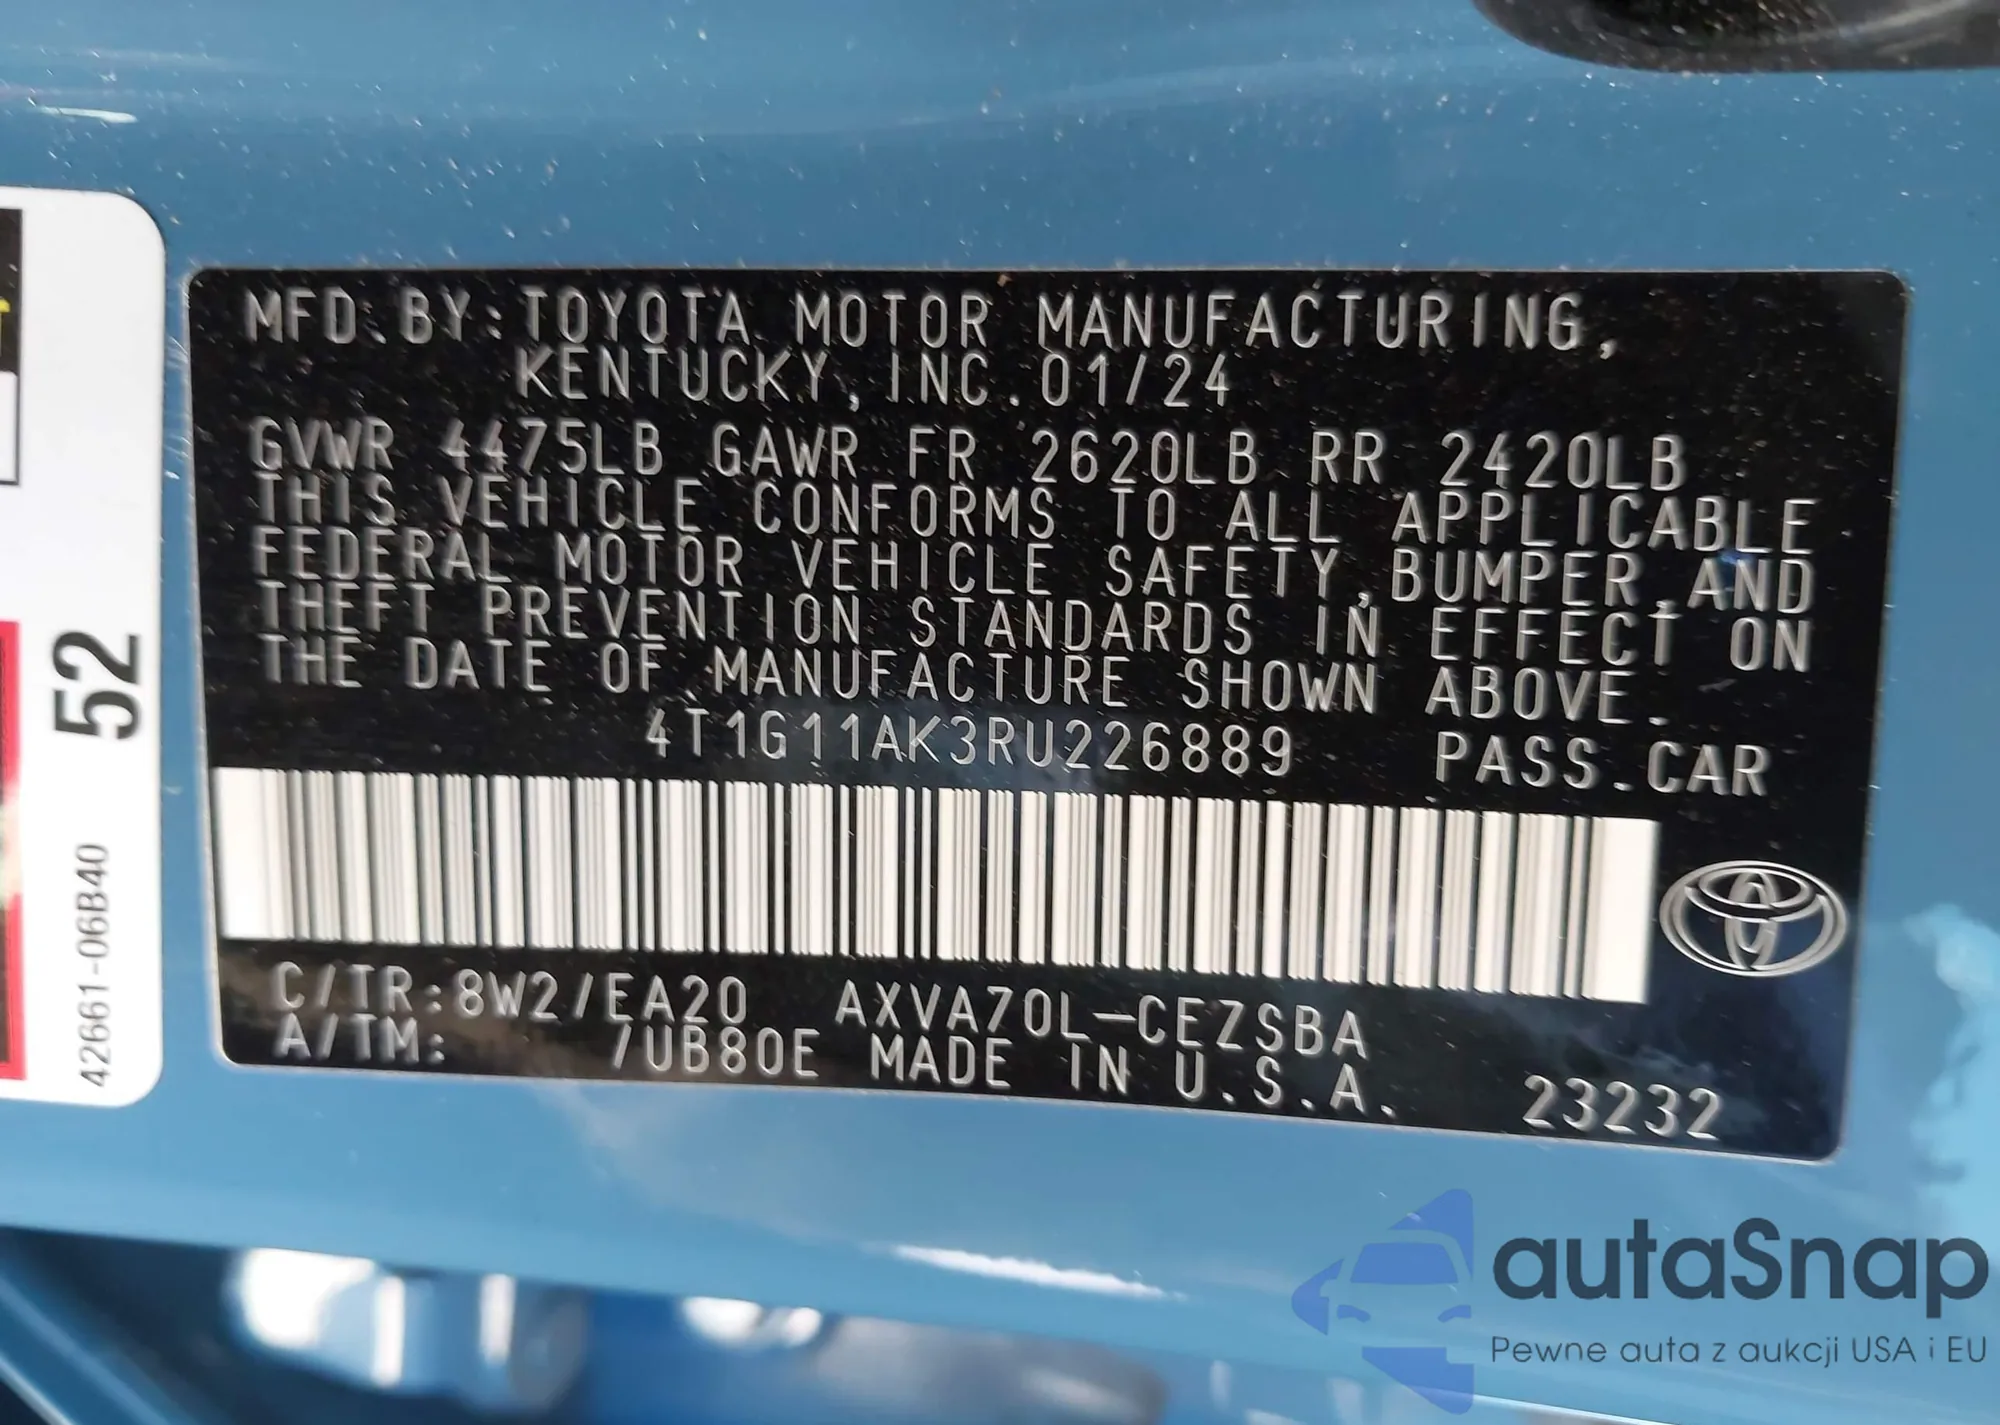 MFD.BY:TOYOTA MOTOR MANUFACTURING,
KENTUCKY,INC.01/24
GVWR 4475LB GAWR FR 2620LB RR 2420LB
THIS VEHICLE CONFORMS TO ALL APPLICABLE
FEDERAL MOTOR VEHICLE SAFETY,BUMPER,AND
THEFT PREVENTION STANDARDS IN EFFECT ON
THE DATE OF MANUFACTURE SHOWN ABOVE.
4T1G11AK3RU226889 PASS.CAR
C/TR:8W2/EA20 AXVA70L-CEZSBA
A/TM: /UB80E MADE IN U.S.A. 23232
52
42661-06B40
autaSnap
Pewne auta z aukcji USA i EU